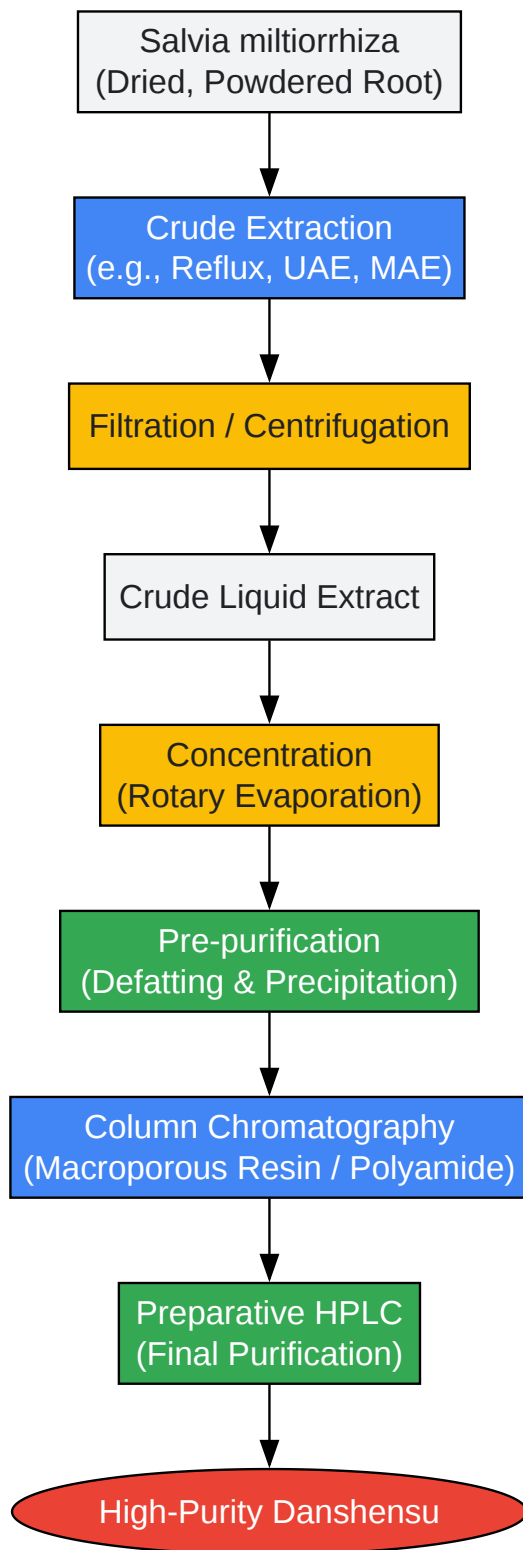 Salvia miltiorrhiza
(Dried, Powdered Root)
Crude Extraction
(e.g., Reflux, UAE, MAE)
Filtration / Centrifugation
Crude Liquid Extract
Concentration
(Rotary Evaporation)
Pre-purification
(Defatting & Precipitation)
Column Chromatography
(Macroporous Resin / Polyamide)
Preparative HPLC
(Final Purification)
High-Purity Danshensu